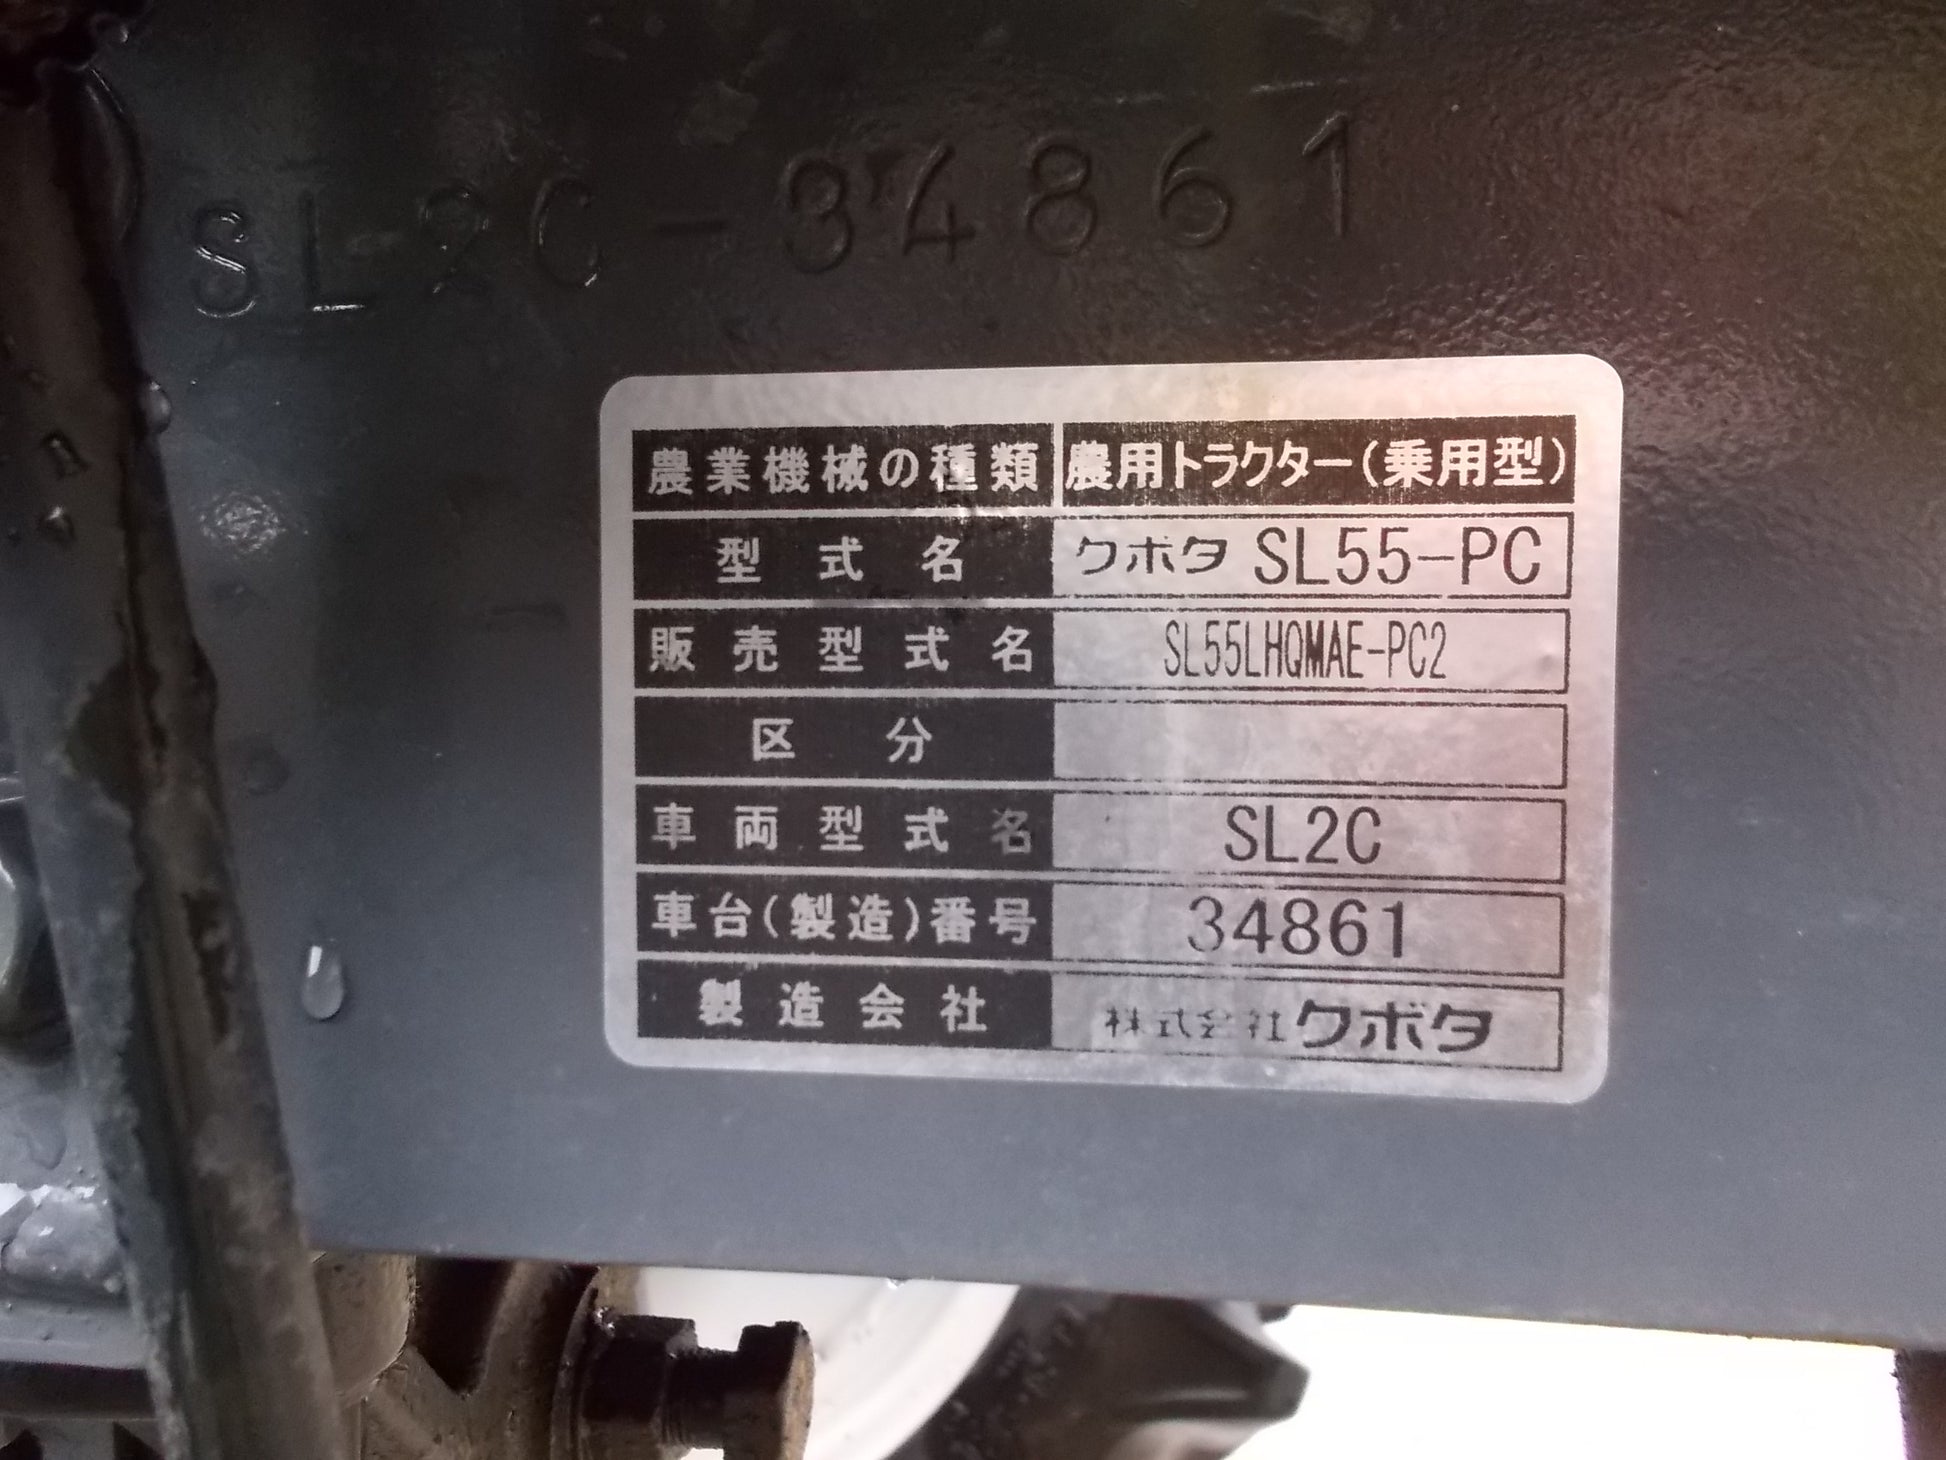 SL2C-34861
農業機械の種類 農用トラクター(乗用型)
型式名 クボタ SL55-PC
販売型式名 SL55LHQMAE-PC2
区分
車両型式名 SL2C
車台(製造)番号 34861
製造会社 株式会社クボタ